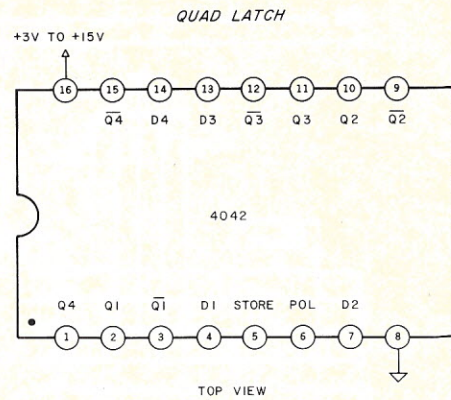 QUAD LATCH
+3V TO +15V
16 15 14 13 12 11 10 9
Q̅4̅ D4 D3 Q̅3̅ Q3 Q2 Q̅2̅
4042
Q4 Q1 Q̅1̅ D1 STORE POL D2
1 2 3 4 5 6 7 8
TOP VIEW